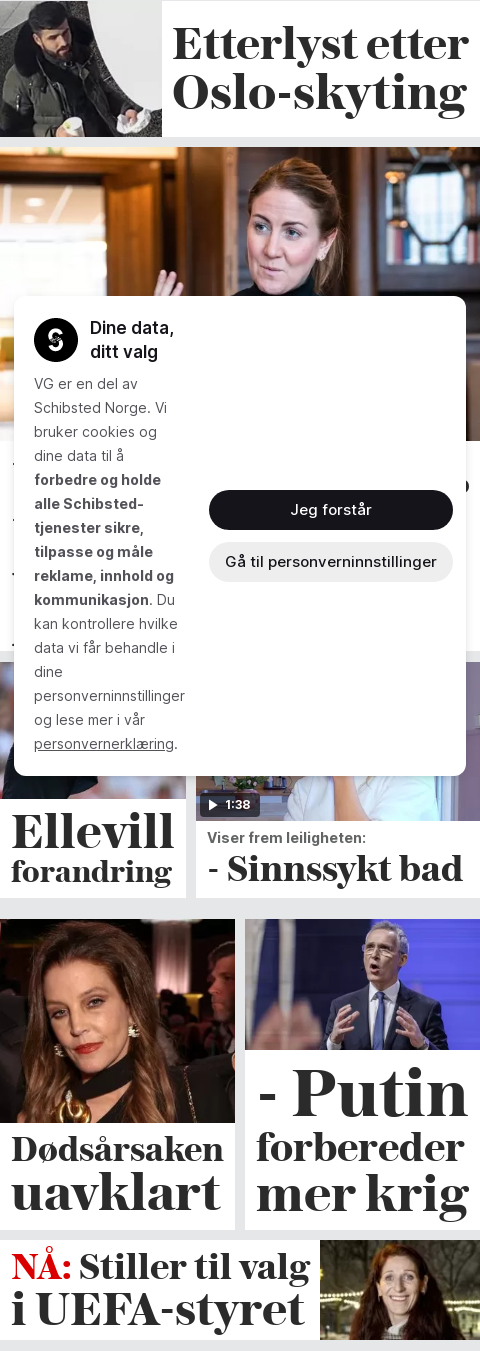 Etterlyst etter
Oslo-skyting
Dine data,
ditt valg
VG er en del av
Schibsted Norge. Vi
bruker cookies og
dine data til å
forbedre og holde
alle Schibsted-
tjenester sikre,
tilpasse og måle
reklame, innhold og
kommunikasjon. Du
kan kontrollere hvilke
data vi får behandle i
dine
personverninnstillinger
og lese mer i vår
personvernerklæring.
Jeg forstår
Gå til personverninnstillinger
Ellevill
forandring
1:38
Viser frem leiligheten:
- Sinnssykt bad
Dødsårsaken
uavklart
- Putin
forbereder
mer krig
NÅ: Stiller til valg
i UEFA-styret